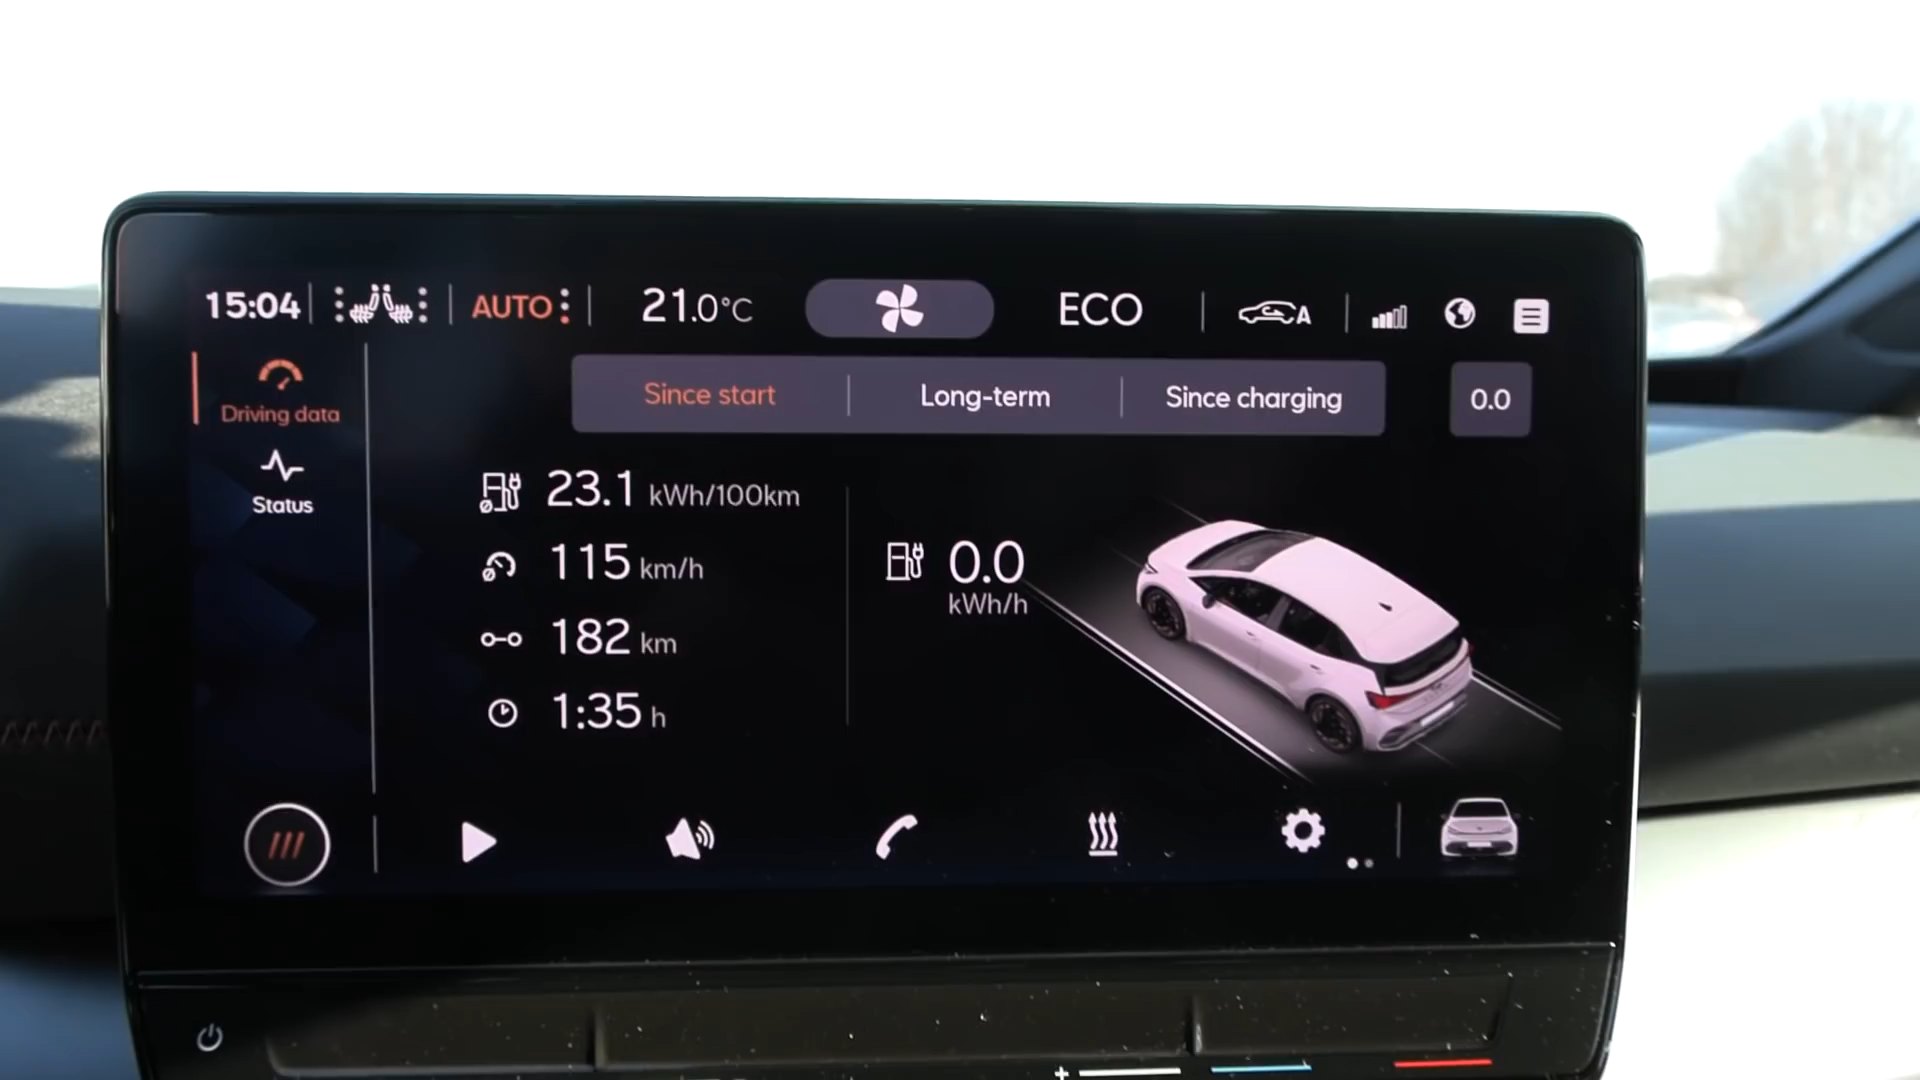 15:04 AUTO 21.0°C ECO A
Driving data
Status
Since start Long-term Since charging 0.0
23.1 kWh/100km
115 km/h
182 km
1:35 h
0.0
kWh/h